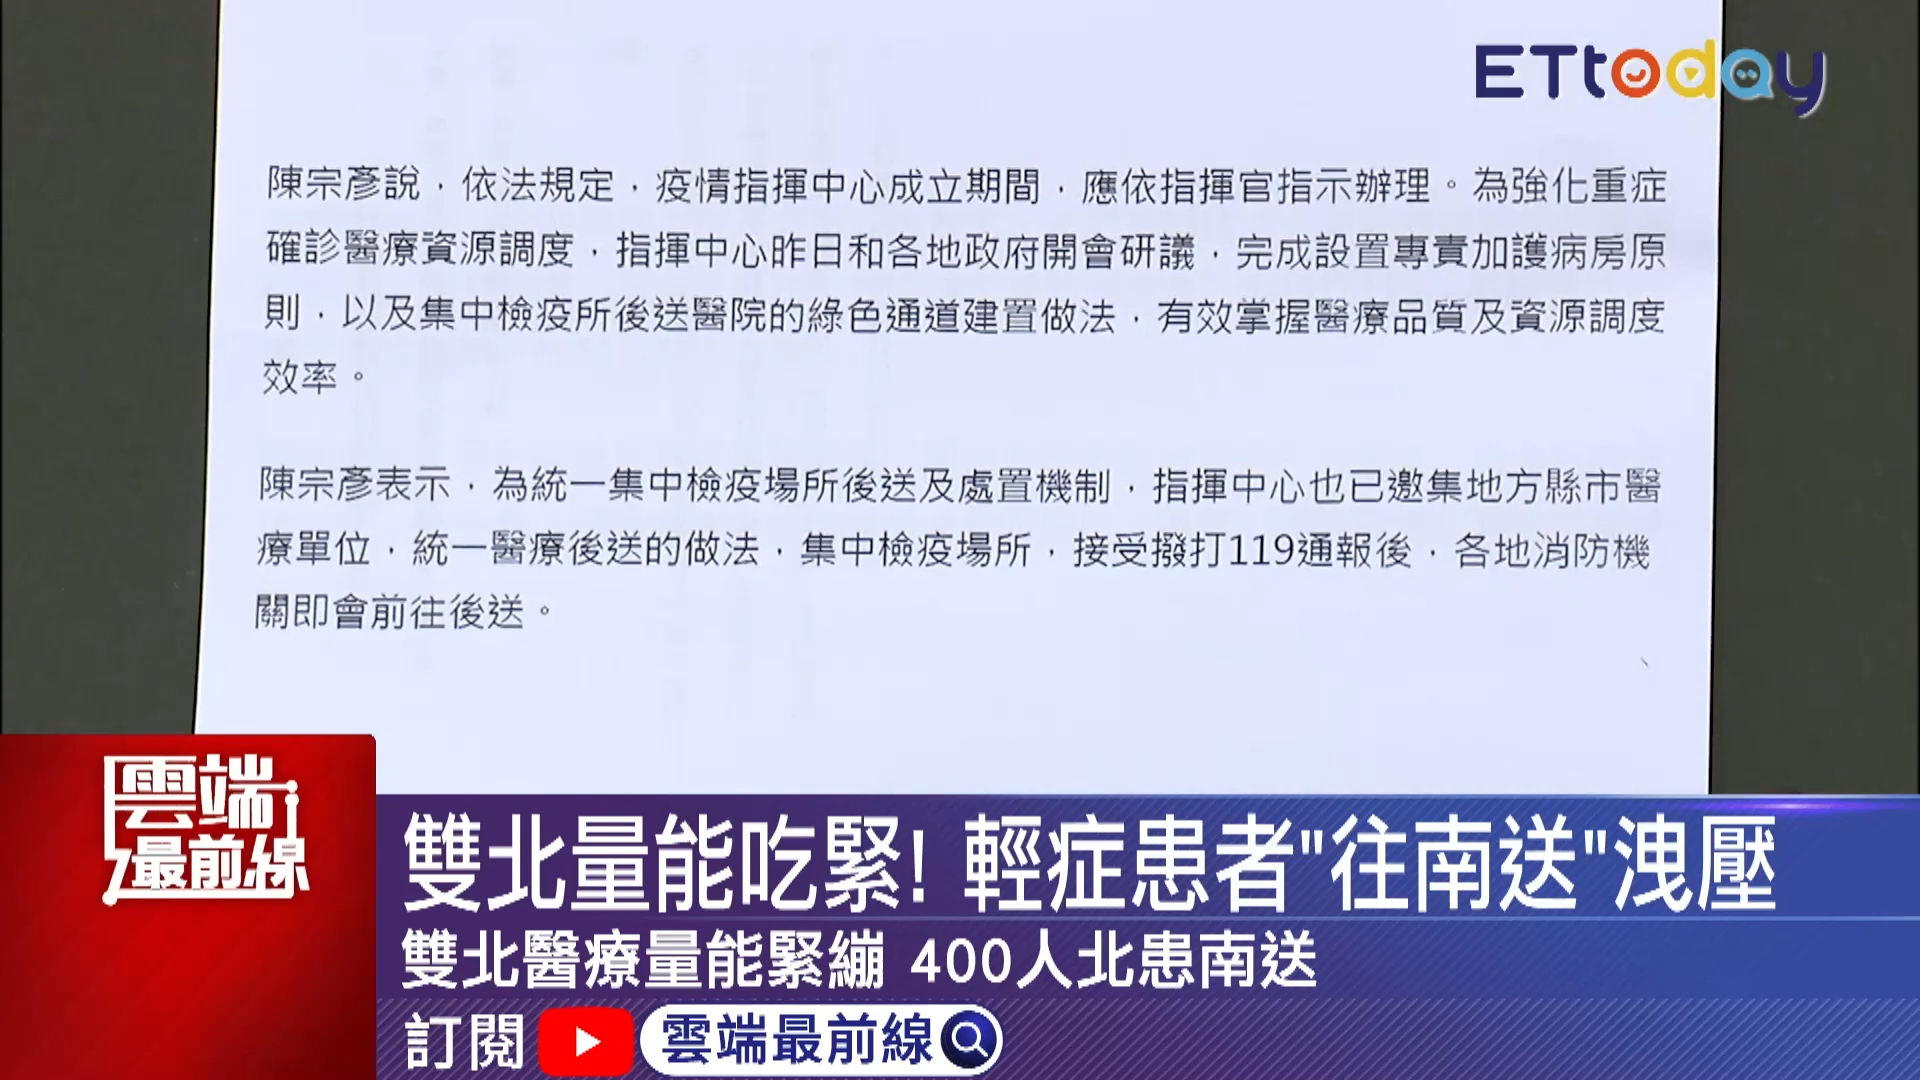 ETtoday
陳宗彥說，依法規定，疫情指揮中心成立期間，應依指揮官指示辦理。為強化重症
確診醫療資源調度，指揮中心昨日和各地政府開會研議，完成設置專責加護病房原
則，以及集中檢疫所後送醫院的綠色通道建置做法，有效掌握醫療品質及資源調度
效率。
陳宗彥表示，為統一集中檢疫場所後送及處置機制，指揮中心也已邀集地方縣市醫
療單位，統一醫療後送的做法，集中檢疫場所，接受撥打119通報後，各地消防機
關即會前往後送。
雲端
最前線
雙北量能吃緊! 輕症患者"往南送"洩壓
雙北醫療量能緊繃 400人北患南送
訂閱 雲端最前線